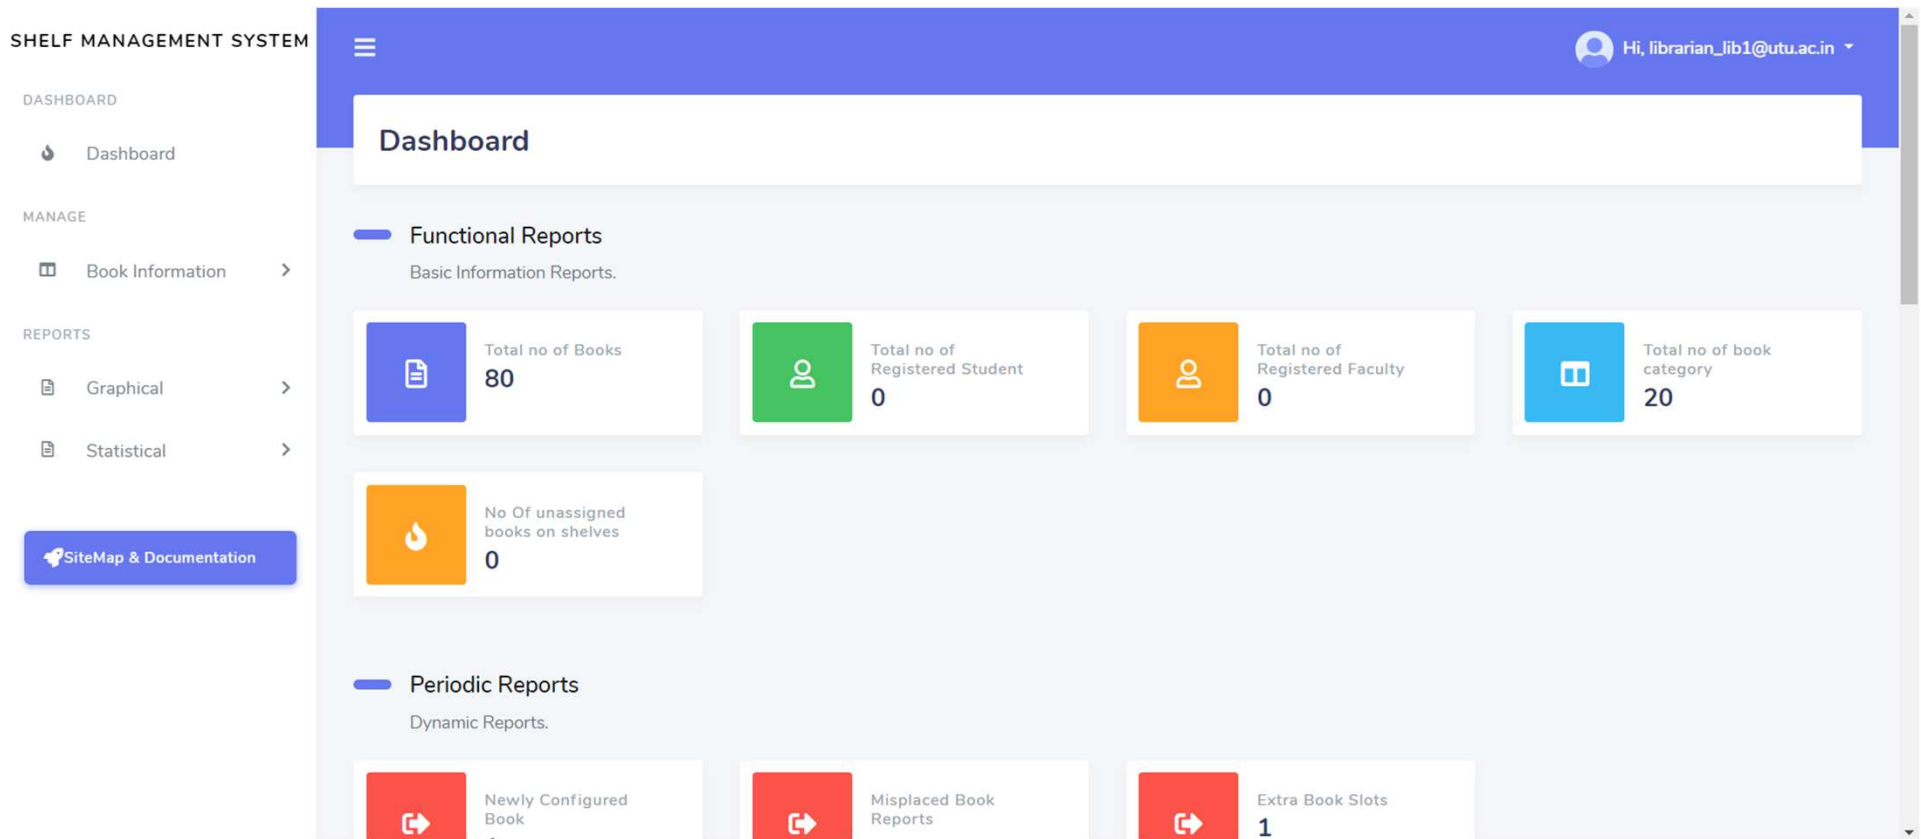 SHELF MANAGEMENT SYSTEM
DASHBOARD
Dashboard
MANAGE
Book Information
REPORTS
Graphical
Statistical
SiteMap & Documentation
Hi, librarian_lib1@utu.ac.in
Dashboard
Functional Reports
Basic Information Reports.
Total no of Books
80
Total no of
Registered Student
0
Total no of
Registered Faculty
0
Total no of book
category
20
No Of unassigned
books on shelves
0
Periodic Reports
Dynamic Reports.
Newly Configured
Book
Misplaced Book
Reports
Extra Book Slots
1